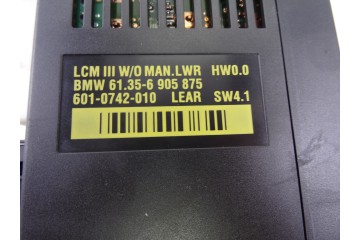 LCM III W/O MAN.LWR HW0.0
BMW 61.35-6 905 875
601-0742-010 LEAR SW4.1